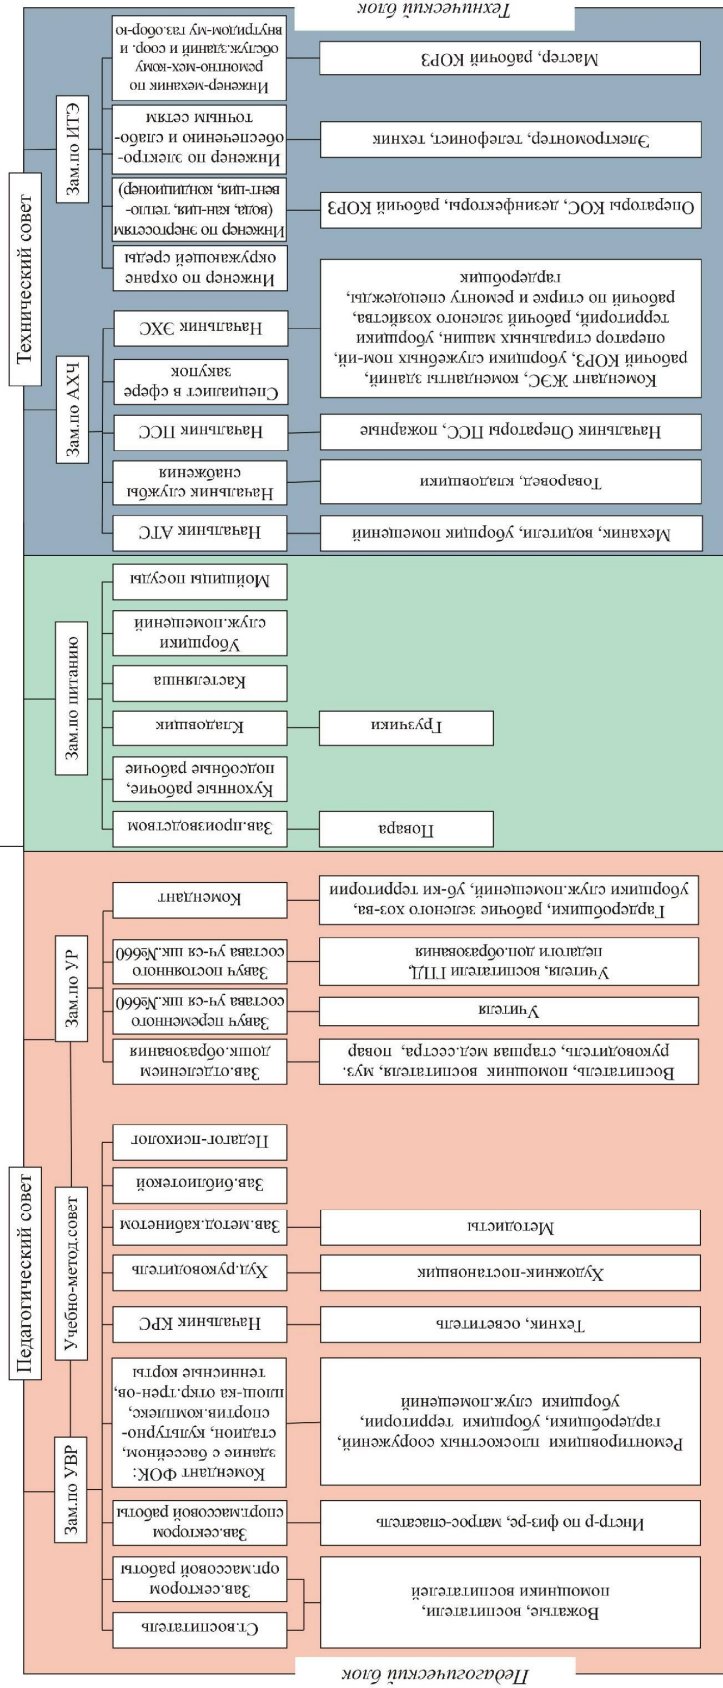 Педагогический блок
Педагогический совет
Зам.по УВР
Учебно-метод.совет
Зам.по УР
Ст.воспитатель
Зав.сектором
орг.массовой работы
Вожатые, воспитатели,
помощники воспитателей
Зав.сектором
спорт.массовой работы
Инстр-р по физ-ре, матрос-спасатель
Комендант ФОК:
здание с бассейном,
стадион, культурно-
спортив.комплекс,
площ-ка откр.трен-ов,
теннисные корты
Ремонтировщики плоскостных сооружений,
гардеробщики, уборщики территории,
уборщики служ.помещений
Начальник КРС
Техник, осветитель
Худ.руководитель
Художник-постановщик
Зав.метод.кабинетом
Методисты
Зав.библиотекой
Педагог-психолог
Зав.отделением
дошк.образования
Воспитатель, помощник воспитателя, муз.
руководитель, старшая мед.сестра, повар
Завуч переменного
состава уч-ся шк.№660
Учителя
Завуч постоянного
состава уч-ся шк.№660
Учителя, воспитатели ГПД,
педагоги доп.образования
Комендант
Гардеробщики, рабочие зеленого хоз-ва,
уборщики служ.помещений, уб-ки территории
Зам.по питанию
Зав.производством
Повара
Кухонные рабочие,
подсобные рабочие
Кладовщик
Грузчики
Кастелянша
Уборщики
служ.помещений
Мойщицы посуды
Технический совет
Зам.по АХЧ
Зам.по ИТЭ
Начальник АТС
Механик, водители, уборщик помещений
Начальник службы
снабжения
Товаровед, кладовщики
Начальник ПСС
Начальник Операторы ПСС, пожарные
Специалист в сфере
закупок
Начальник ЭХС
Комендант ЖЭС, коменданты зданий,
рабочий КОРЗ, уборщики служебных пом-ий,
оператор стиральных машин, уборщики
территорий, рабочий зеленого хозяйства,
рабочий по стирке и ремонту спецодежды,
гардеробщик
Инженер по охране
окружающей среды
Инженер по энергосетям
(вода, кан-ция, тепло-
вент-ция, кондиционер)
Операторы КОС, дезинфекторы, рабочий КОРЗ
Инженер по электро-
обеспечению и слабо-
точным сетям
Электромонтер, телефонист, техник
Инженер-механик по
ремонтно-мех-кому
обслуж.зданий и соор. и
внутридом-му газ.обор-ю
Мастер, рабочий КОРЗ
Технический блок